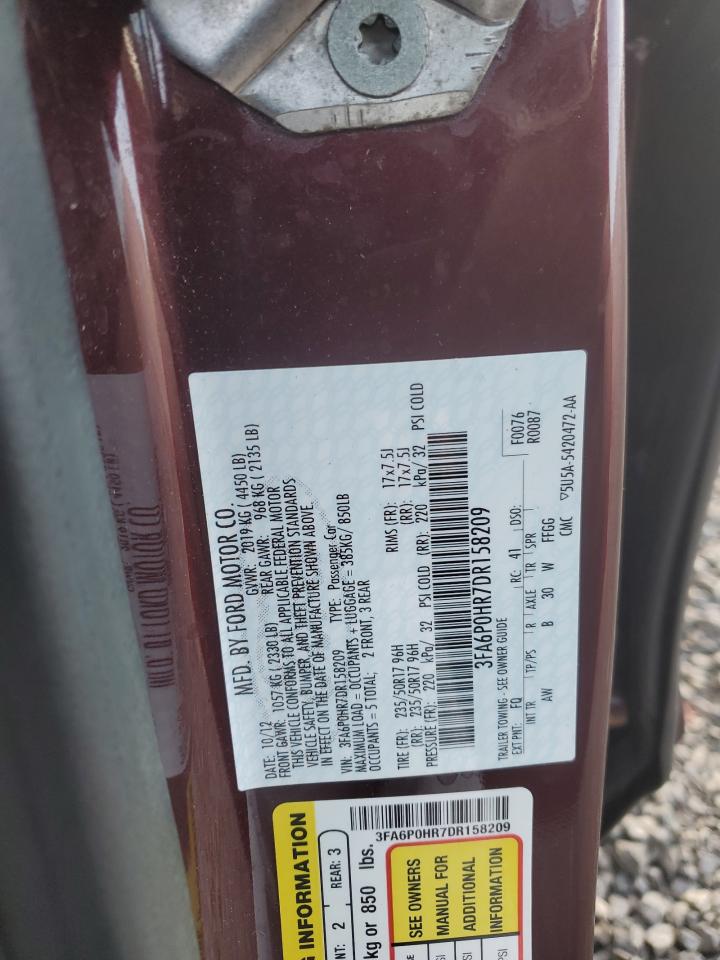 MFD. BY FORD MOTOR CO.
DATE: 10/12 GVWR: 2019 KG ( 4450 LB)
FRONT GAWR: 1057 KG (2330 LB) REAR GAWR: 968 KG (2135 LB)
THIS VEHICLE CONFORMS TO ALL APPLICABLE FEDERAL MOTOR
VEHICLE SAFETY, BUMPER, AND THEFT PREVENTION STANDARDS
IN EFFECT ON THE DATE OF MANUFACTURE SHOWN ABOVE.
VIN: 3FA6P0HR7DR158209 TYPE: Passenger Car
MAXIMUM LOAD = OCCUPANTS + LUGGAGE = 385KG/ 850LB
OCCUPANTS = 5 TOTAL; 2 FRONT, 3 REAR
TIRE (FR): 235/50R17 96H RIMS (FR): 17x7.5J
(RR): 235/50R17 96H (RR): 17x7.5J
PRESSURE (FR): 220 kPa/ 32 PSI COLD (RR): 220 kPa/ 32 PSI COLD
3FA6P0HR7DR158209
TRAILER TOWING - SEE OWNER GUIDE F0076
EXT PNT: FQ RC: 41 DSO: R0087
INT TR TP/PS R AXLE TR SPR
AW B 30 W FFGG
CMC ▽5U5A-5420472-AA
3FA6P0HR7DR158209
INFORMATION
NT: 2 REAR: 3
kg or 850 lbs.
SEE OWNERS
MANUAL FOR
ADDITIONAL
INFORMATION